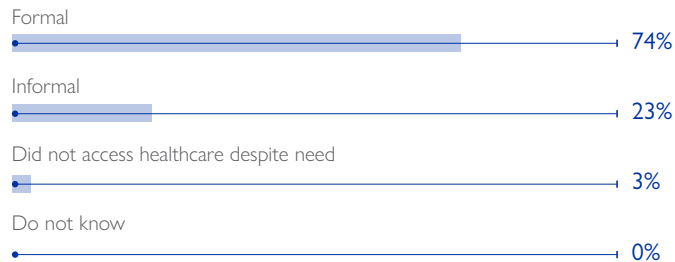 Formal
74%
Informal
23%
Did not access healthcare despite need
3%
Do not know
0%